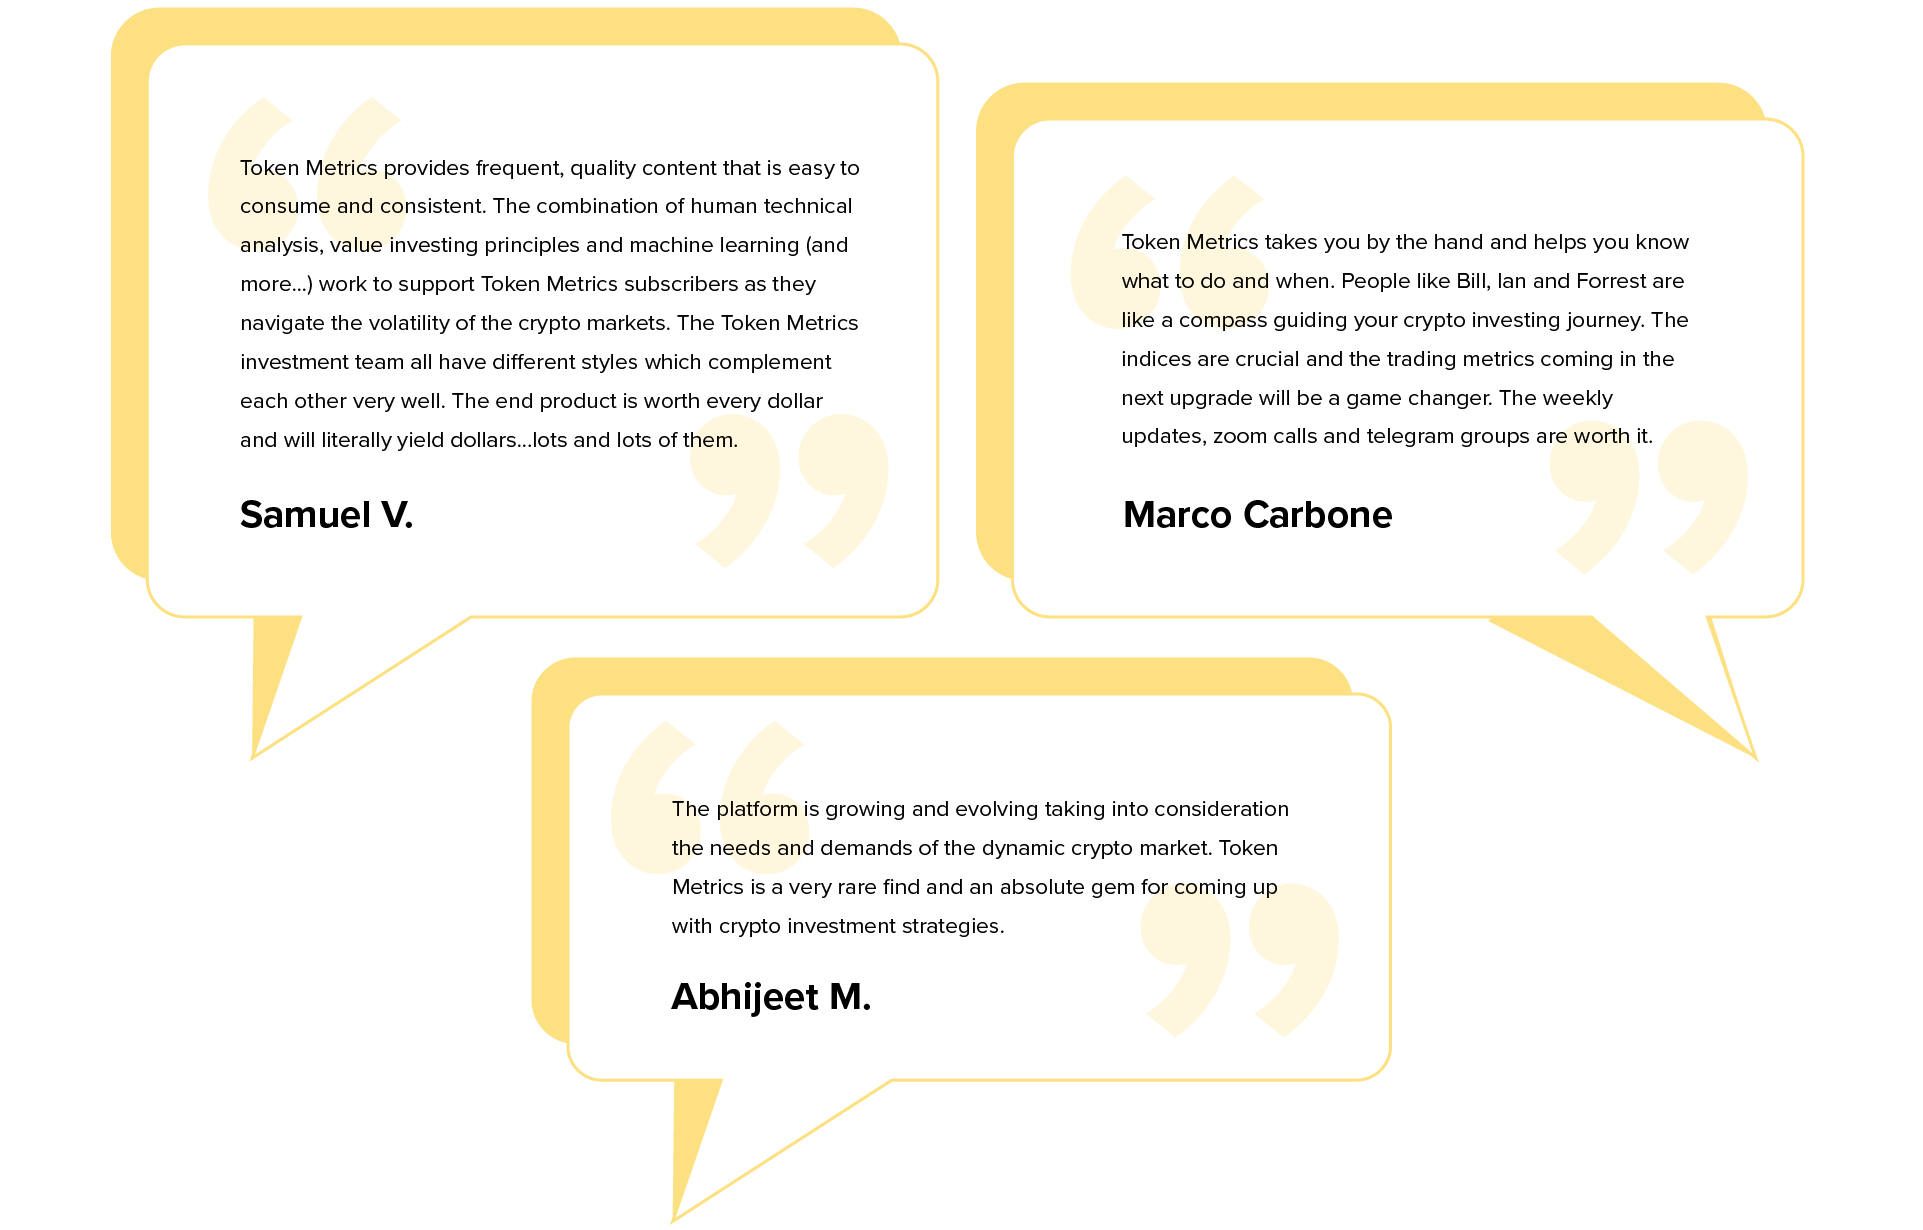 Token Metrics provides frequent, quality content that is easy to
consume and consistent. The combination of human technical
analysis, value investing principles and machine learning (and
more...) work to support Token Metrics subscribers as they
navigate the volatility of the crypto markets. The Token Metrics
investment team all have different styles which complement
each other very well. The end product is worth every dollar
and will literally yield dollars...lots and lots of them.
Samuel V.
Token Metrics takes you by the hand and helps you know
what to do and when. People like Bill, Ian and Forrest are
like a compass guiding your crypto investing journey. The
indices are crucial and the trading metrics coming in the
next upgrade will be a game changer. The weekly
updates, zoom calls and telegram groups are worth it.
Marco Carbone
The platform is growing and evolving taking into consideration
the needs and demands of the dynamic crypto market. Token
Metrics is a very rare find and an absolute gem for coming up
with crypto investment strategies.
Abhijeet M.